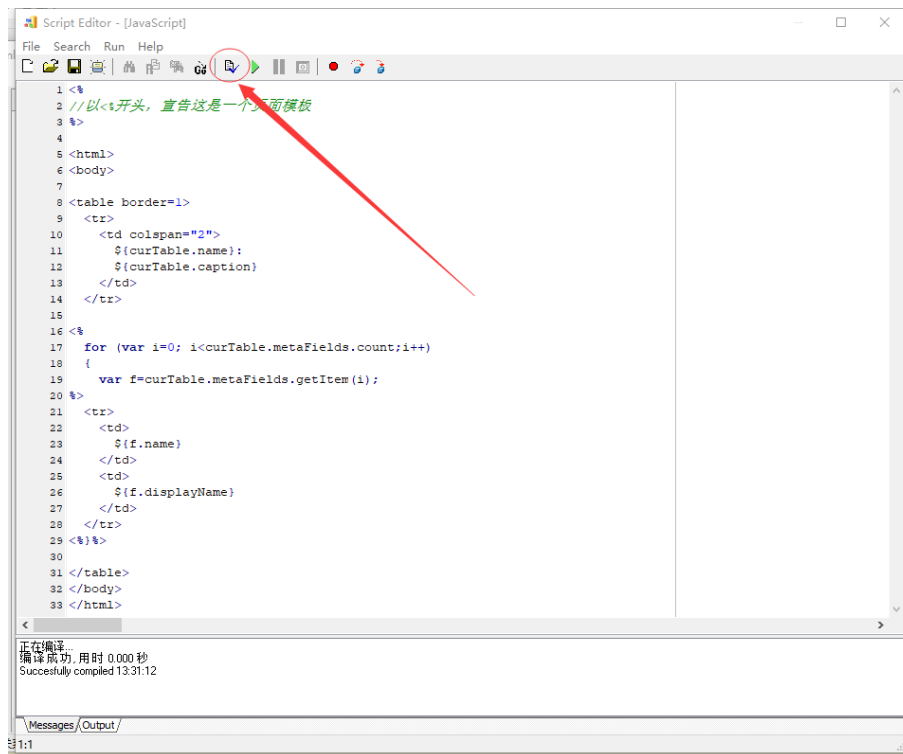 Script Editor - [JavaScript]
File Search Run Help
1 <%
2 //以<%开头，宣告这是一个页面模板
3 %>
4
5 <html>
6 <body>
7
8 <table border=1>
9 <tr>
10 <td colspan="2">
11 ${curTable.name}:
12 ${curTable.caption}
13 </td>
14 </tr>
15
16 <%
17 for (var i=0; i<curTable.metaFields.count;i++)
18 {
19 var f=curTable.metaFields.getItem(i);
20 %>
21 <tr>
22 <td>
23 ${f.name}
24 </td>
25 <td>
26 ${f.displayName}
27 </td>
28 </tr>
29 <%}%>
30
31 </table>
32 </body>
33 </html>
正在编译...
编译成功, 用时 0.000 秒
Succesfully compiled 13:31:12
Messages Output
1:1